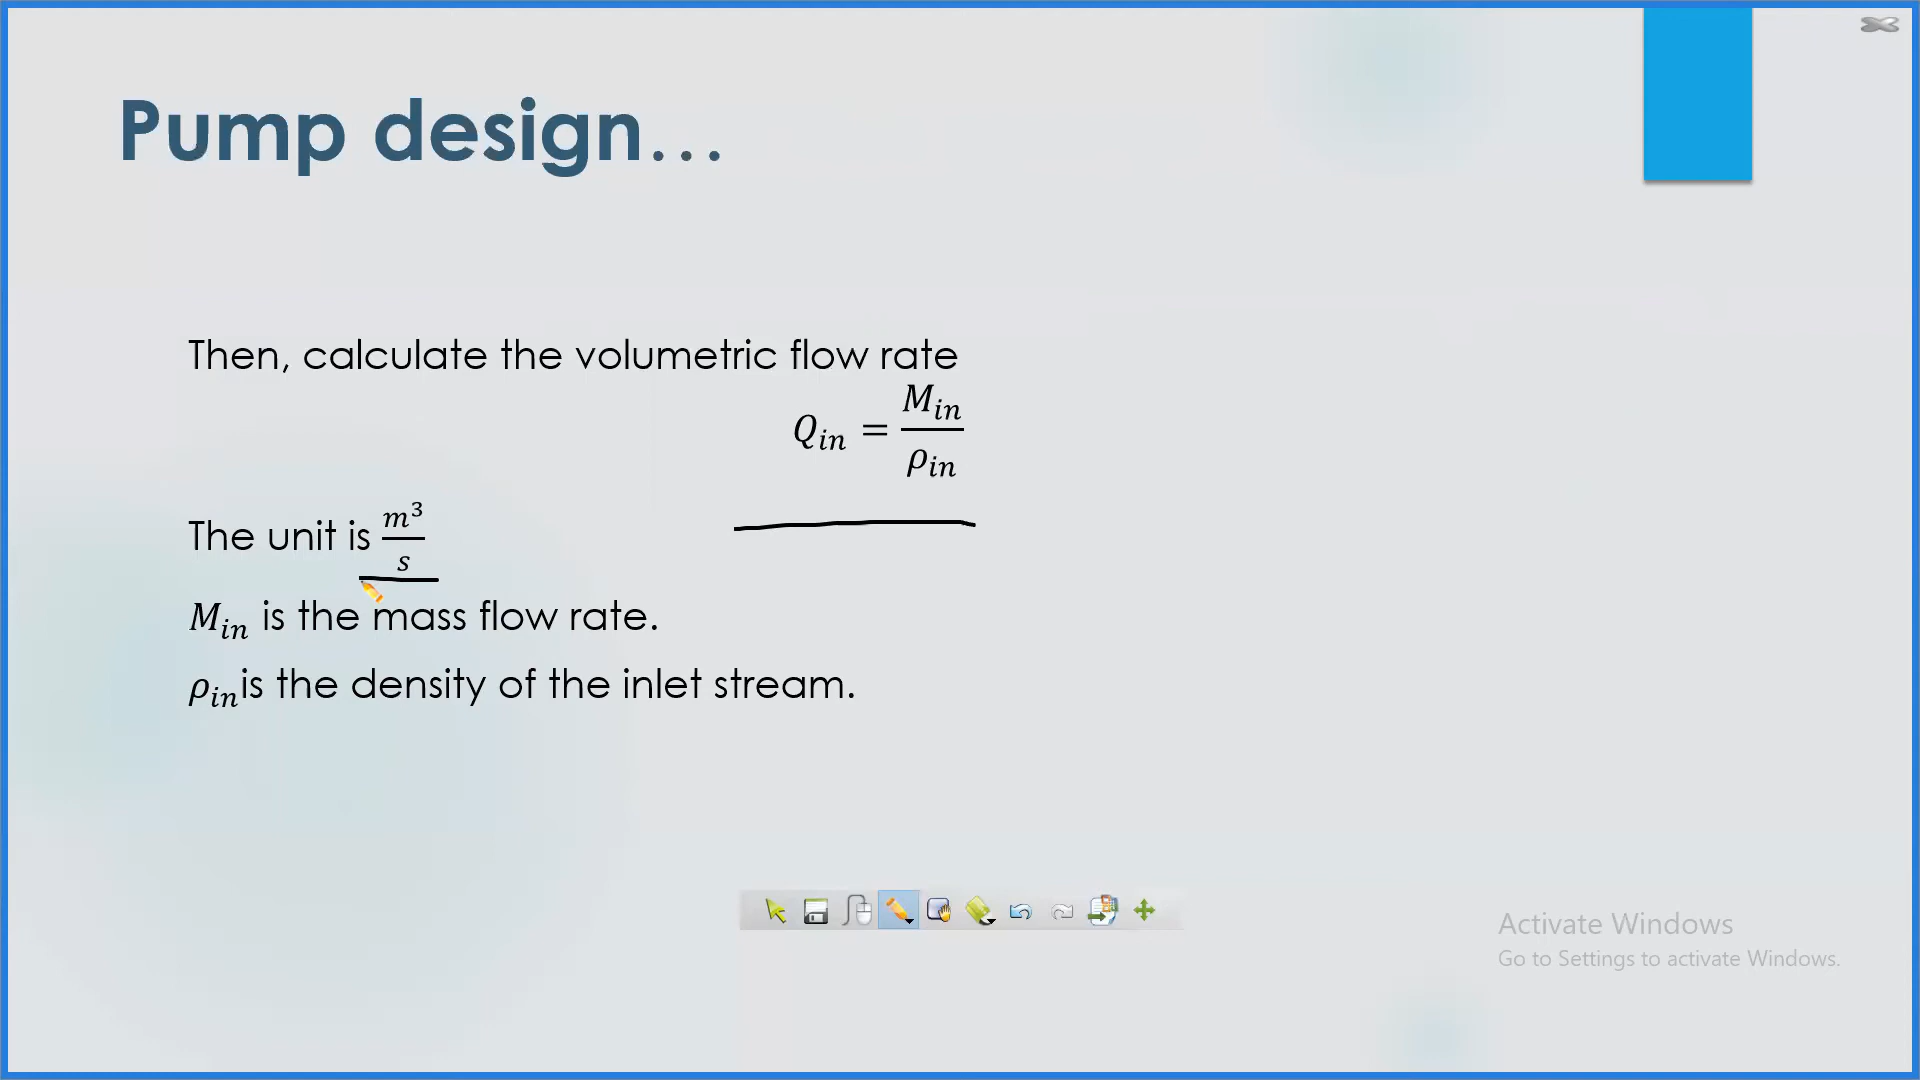 Pump design…
Then, calculate the volumetric flow rate
Q_in = M_in / ρ_in
The unit is m³/s
M_in is the mass flow rate.
ρ_in is the density of the inlet stream.
Activate Windows
Go to Settings to activate Windows.